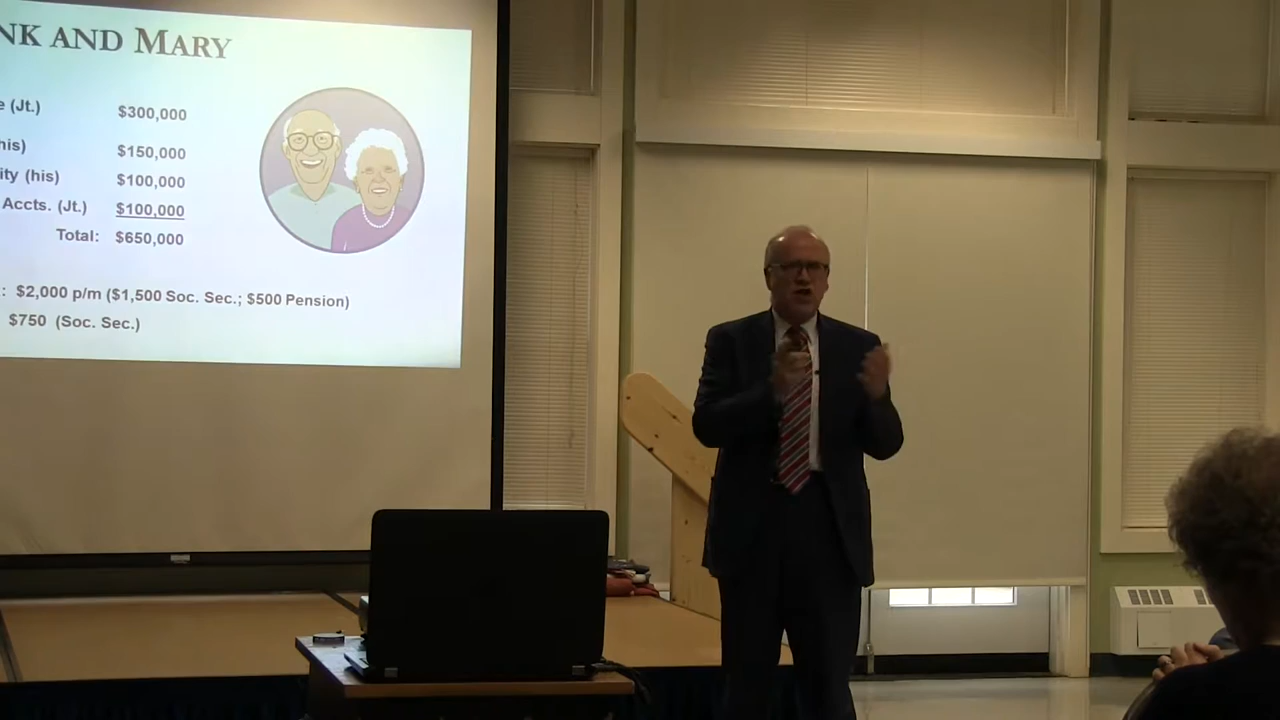 NK AND MARY
e (Jt.) $300,000
his) $150,000
ity (his) $100,000
Accts. (Jt.) $100,000
Total: $650,000
: $2,000 p/m ($1,500 Soc. Sec.; $500 Pension)
$750 (Soc. Sec.)